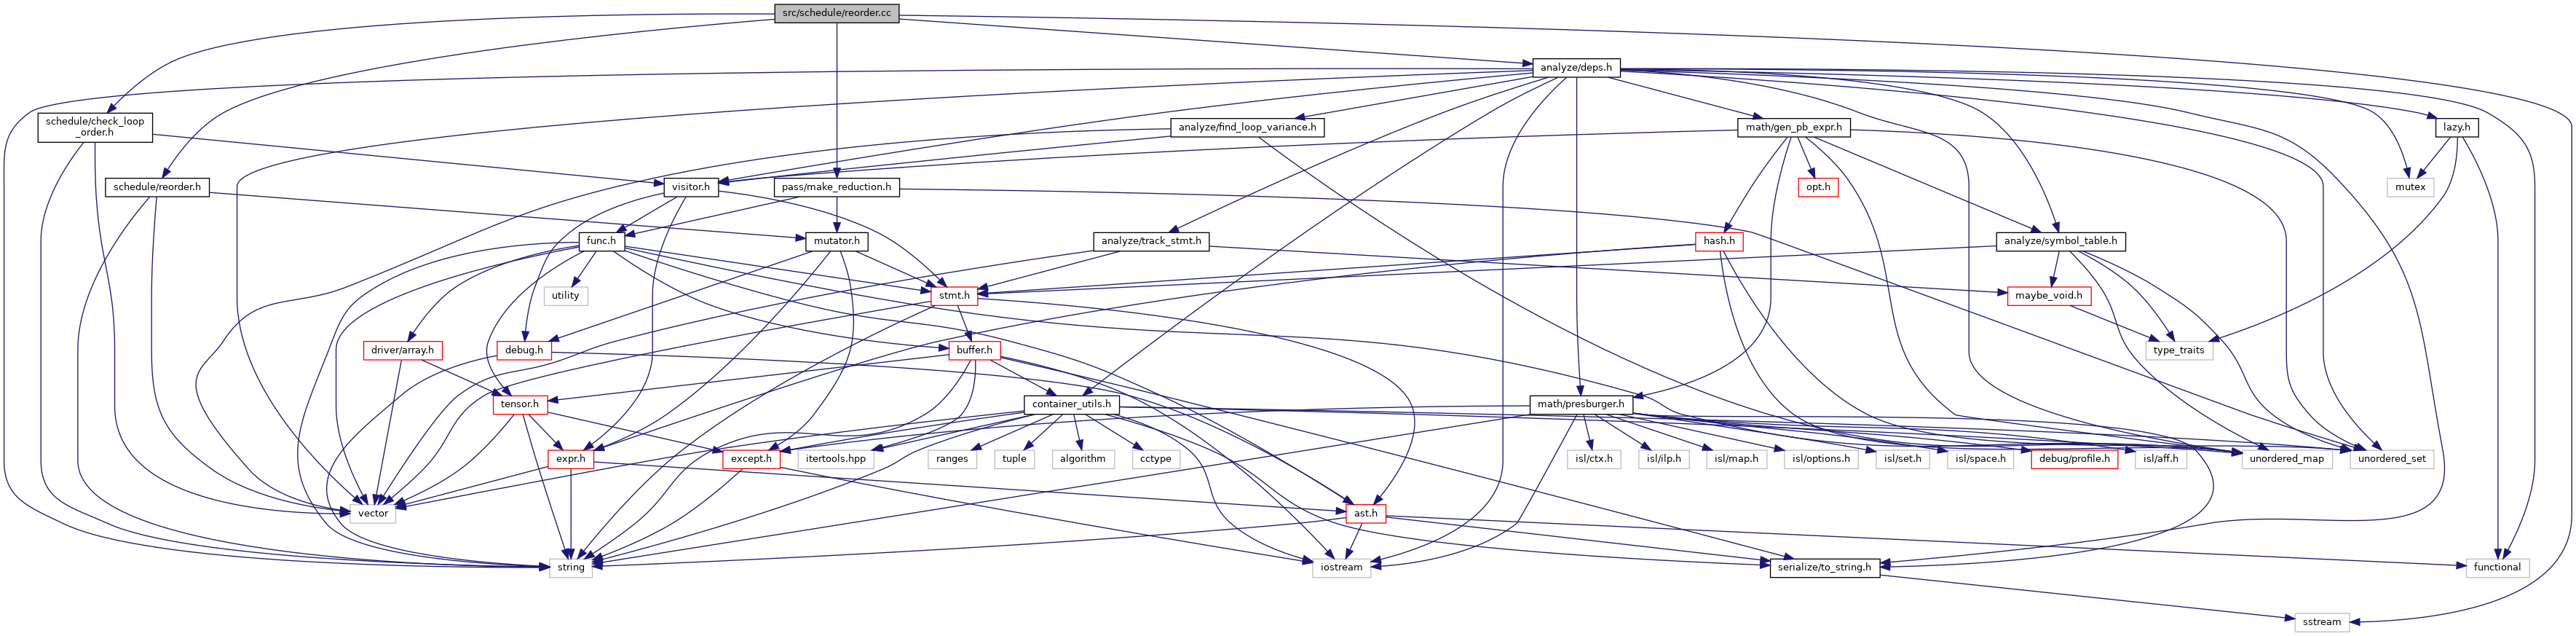 src/schedule/reorder.cc
analyze/deps.h
schedule/check_loop
_order.h
analyze/find_loop_variance.h
math/gen_pb_expr.h
lazy.h
schedule/reorder.h
visitor.h
pass/make_reduction.h
opt.h
mutex
func.h
mutator.h
analyze/track_stmt.h
hash.h
analyze/symbol_table.h
utility
stmt.h
maybe_void.h
driver/array.h
debug.h
buffer.h
type_traits
tensor.h
container_utils.h
math/presburger.h
expr.h
except.h
itertools.hpp
ranges
tuple
algorithm
cctype
isl/ctx.h
isl/ilp.h
isl/map.h
isl/options.h
isl/set.h
isl/space.h
debug/profile.h
isl/aff.h
unordered_map
unordered_set
vector
ast.h
string
iostream
serialize/to_string.h
functional
sstream